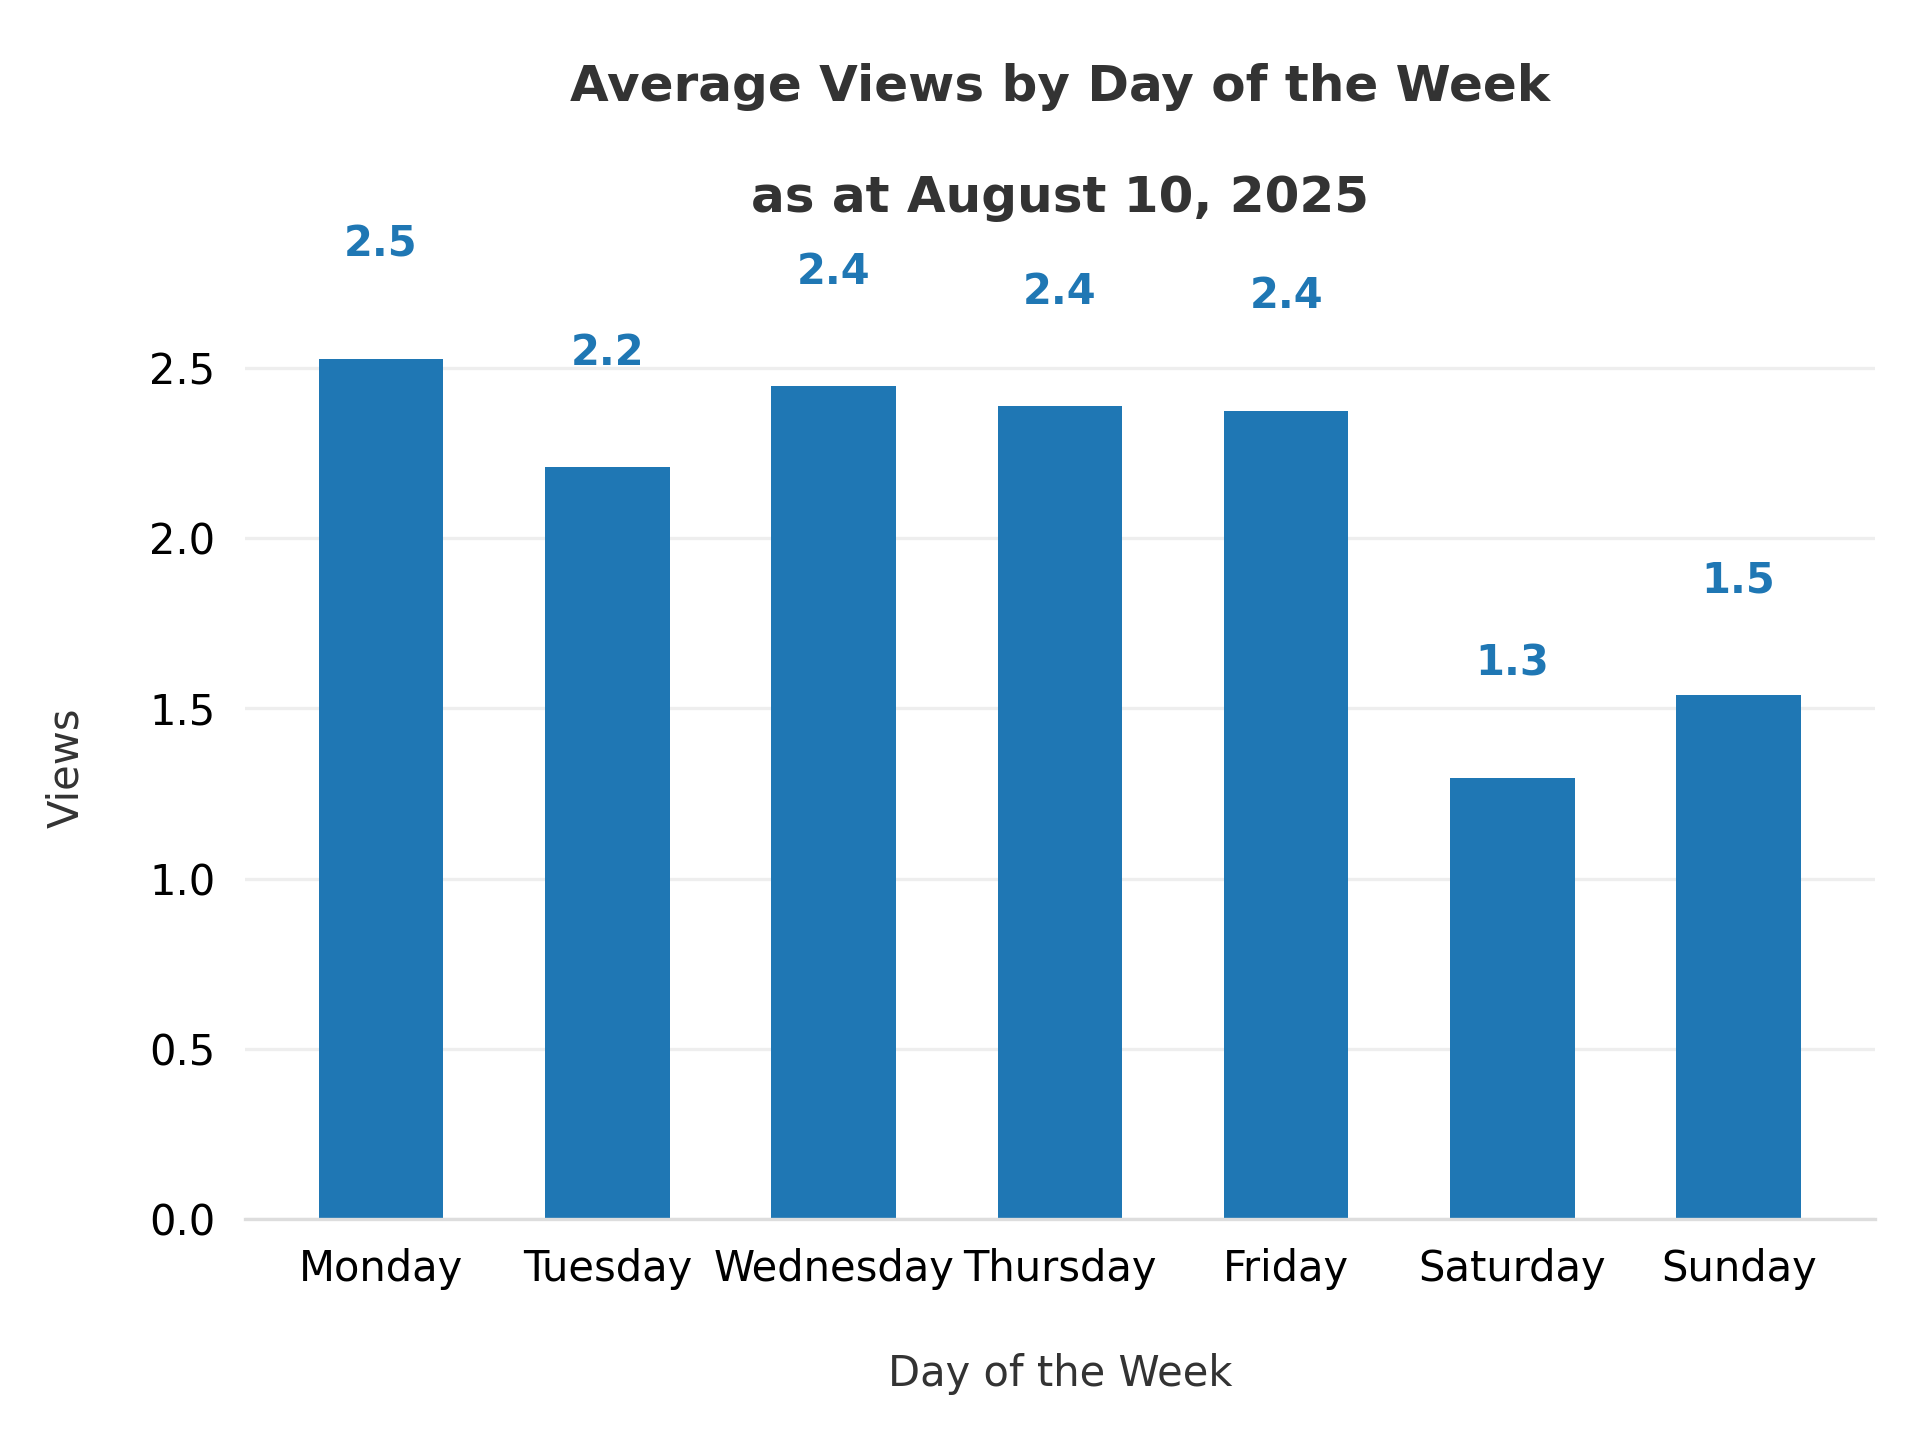 Average Views by Day of the Week
as at August 10, 2025
2.5
2.2
2.4
2.4
2.4
1.3
1.5
2.5
2.0
1.5
1.0
0.5
0.0
Views
Monday Tuesday Wednesday Thursday Friday Saturday Sunday
Day of the Week